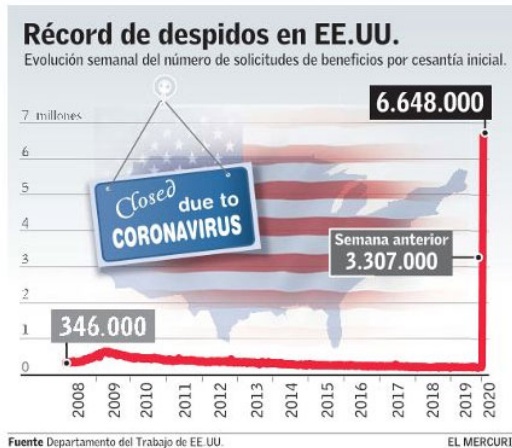 Récord de despidos en EE.UU.
Evolución semanal del número de solicitudes de beneficios por cesantía inicial.
6.648.000
7 millones
6
5
Closed due to
CORONAVIRUS
4
Semana anterior
3.307.000
3
2
1
346.000
0
2008 2009 2010 2011 2012 2013 2014 2015 2016 2017 2018 2019 2020
Fuente Departamento del Trabajo de EE.UU.
EL MERCURI